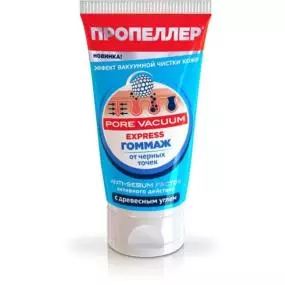 ПРОПЕЛЛЕР
НОВИНКА!
ЭФФЕКТ ВАКУУМНОЙ ЧИСТКИ КОЖИ
PORE VACUUM
EXPRESS
ГОММАЖ
от черных
точек
ANTI-SEBUM
активного действия
с древесным углем